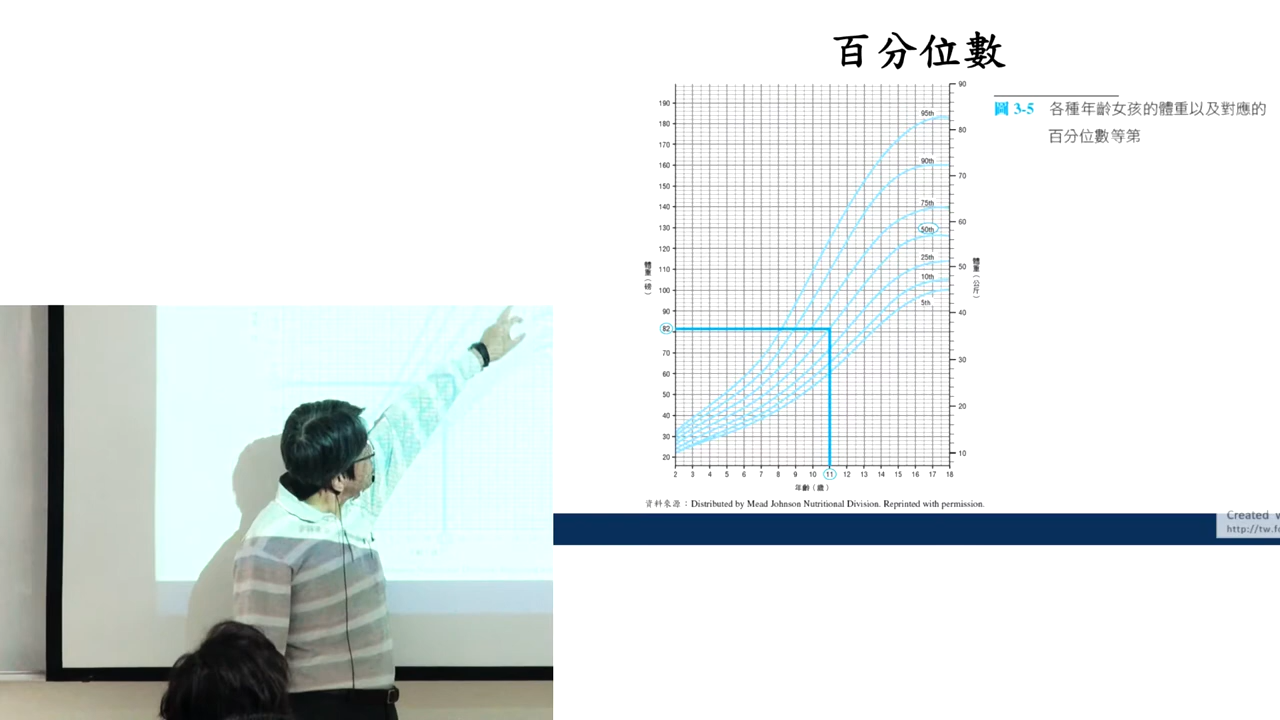 百分位數
圖 3-5 各種年齡女孩的體重以及對應的
百分位數等第
190
180
170
160
150
140
130
120
110
100
90
82
70
60
50
40
30
20
體重（磅）
90
80
70
60
50
40
30
20
10
體重（公斤）
95th
90th
75th
50th
25th
10th
5th
2 3 4 5 6 7 8 9 10 11 12 13 14 15 16 17 18
年齡（歲）
資料來源：Distributed by Mead Johnson Nutritional Division. Reprinted with permission.
Created
http://tw.fo